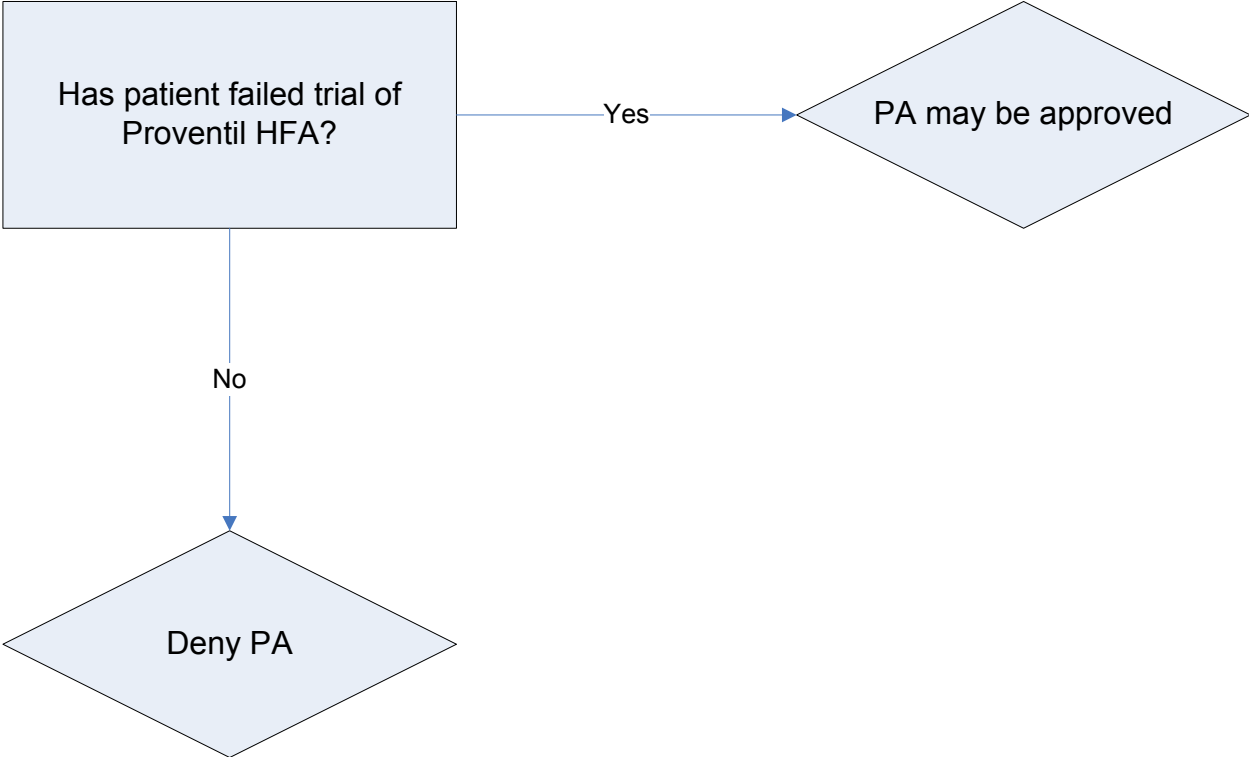 Has patient failed trial of
Proventil HFA?
Yes
PA may be approved
No
Deny PA